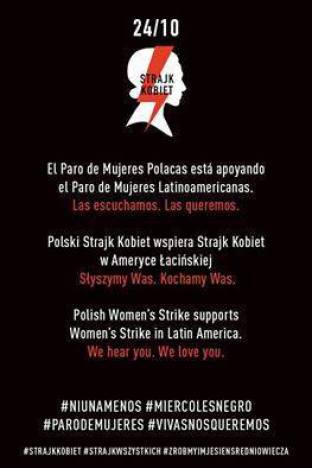 24/10
STRAJK
KOBIET
El Paro de Mujeres Polacas está apoyando
el Paro de Mujeres Latinoamericanas.
Las escuchamos. Las queremos.
Polski Strajk Kobiet wspiera Strajk Kobiet
w Ameryce Łacińskiej
Słyszymy Was. Kochamy Was.
Polish Women's Strike supports
Women's Strike in Latin America.
We hear you. We love you.
#NIUNAMENOS #MIERCOLESNEGRO
#PARODEMUJERES #VIVASNOSQUEREMOS
#STRAJKKOBIET #STRAJKWSZYSTKICH #ZROBMYIMJESIENSREDNIOWIECZA